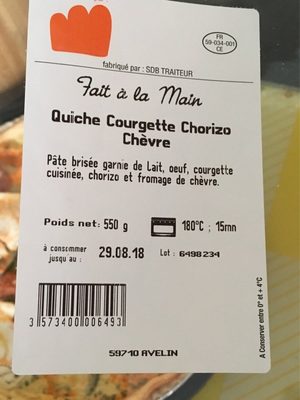 FR
59-034-001
CE
fabriqué par : SDB TRAITEUR
Fait à la Main
Quiche Courgette Chorizo
Chèvre
Pâte brisée garnie de Lait, oeuf, courgette
cuisinée, chorizo et fromage de chèvre.
Poids net: 550 g
180°C ; 15mn
à consommer
jusqu'au :
29.08.18
Lot : 6498234
3 573400 006493
59710 AVELIN
A Conserver entre 0° et + 4°C